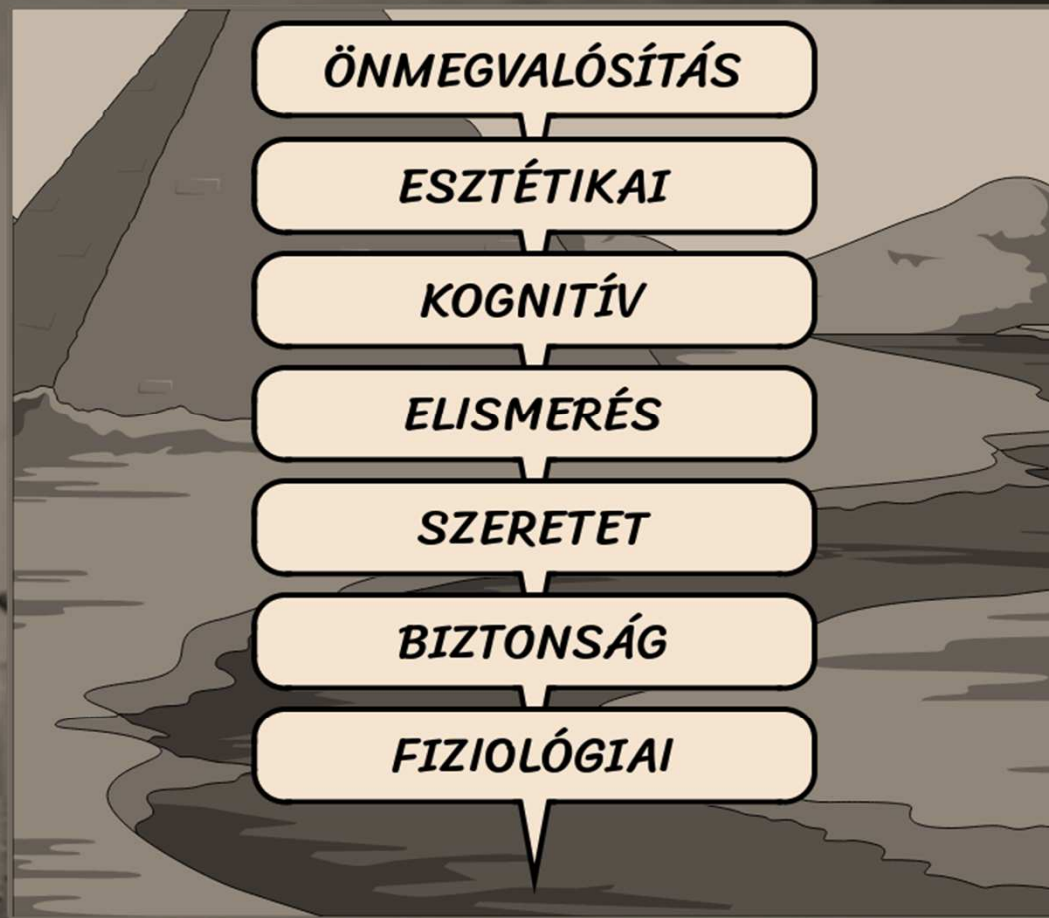 ÖNMEGVALÓSÍTÁS
ESZTÉTIKAI
KOGNITÍV
ELISMERÉS
SZERETET
BIZTONSÁG
FIZIOLÓGIAI